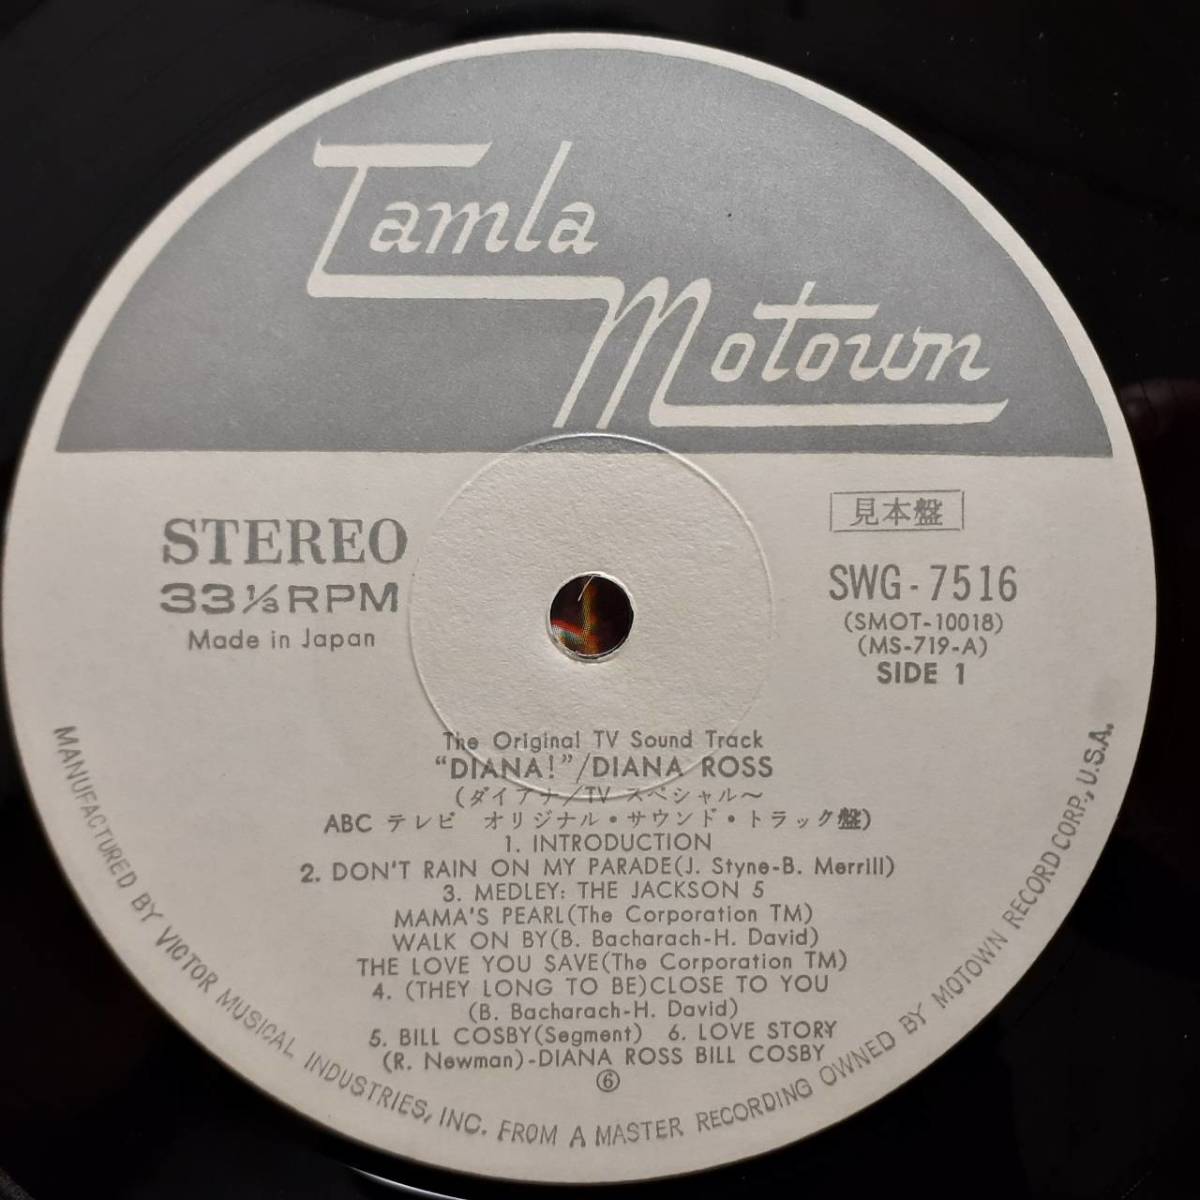 Tamla
Motown
STEREO
33 1/3 RPM
Made in Japan
見本盤
SWG-7516
(SMOT-10018)
(MS-719-A)
SIDE 1
The Original TV Sound Track
“DIANA!”/DIANA ROSS
(ダイアナ/TV スペシャル〜
ABC テレビ オリジナル・サウンド・トラック盤)
1. INTRODUCTION
2. DON'T RAIN ON MY PARADE(J. Styne-B. Merrill)
3. MEDLEY: THE JACKSON 5
MAMA'S PEARL(The Corporation TM)
WALK ON BY(B. Bacharach-H. David)
THE LOVE YOU SAVE(The Corporation TM)
4. (THEY LONG TO BE)CLOSE TO YOU
(B. Bacharach-H. David)
5. BILL COSBY(Segment) 6. LOVE STORY
(R. Newman)-DIANA ROSS BILL COSBY
⑥
MANUFACTURED BY VICTOR MUSICAL INDUSTRIES, INC. FROM A MASTER RECORDING OWNED BY MOTOWN RECORD CORP., U.S.A.